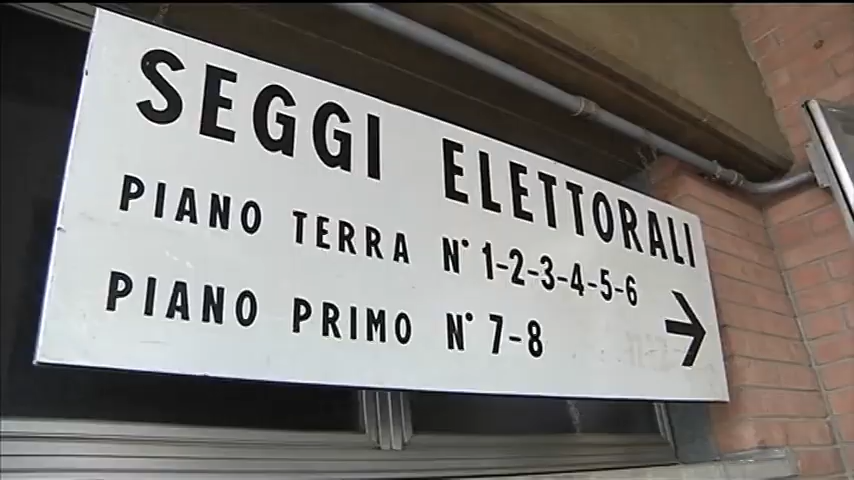 SEGGI ELETTORALI
PIANO TERRA N° 1-2-3-4-5-6
PIANO PRIMO N° 7-8